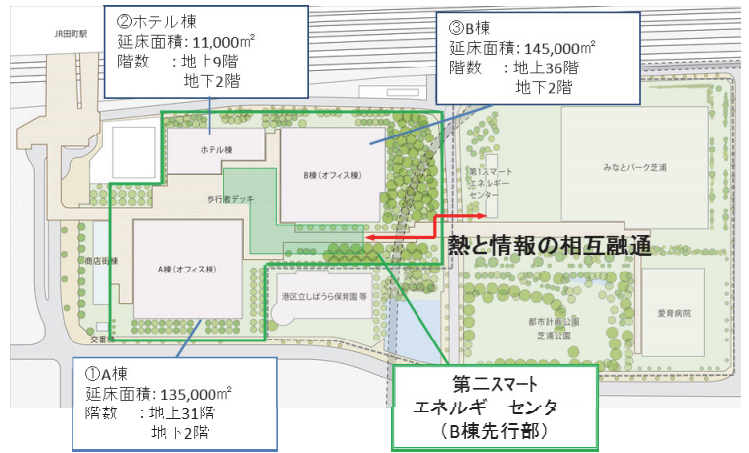 ②ホテル棟
延床面積：11,000㎡
階数　：地上9階
地下2階
③B棟
延床面積：145,000㎡
階数　：地上36階
地下2階
JR田町駅
ホテル棟
B棟（オフィス棟）
第1スマート
エネルギー
センター
みなとパーク芝浦
歩行者デッキ
熱と情報の相互融通
商店街棟
A棟（オフィス棟）
港区立しばうら保育園 等
都市計画公園
芝浦公園
愛育病院
交番
①A棟
延床面積：135,000㎡
階数　：地上31階
地下2階
第二スマート
エネルギ　センタ
（B棟先行部）